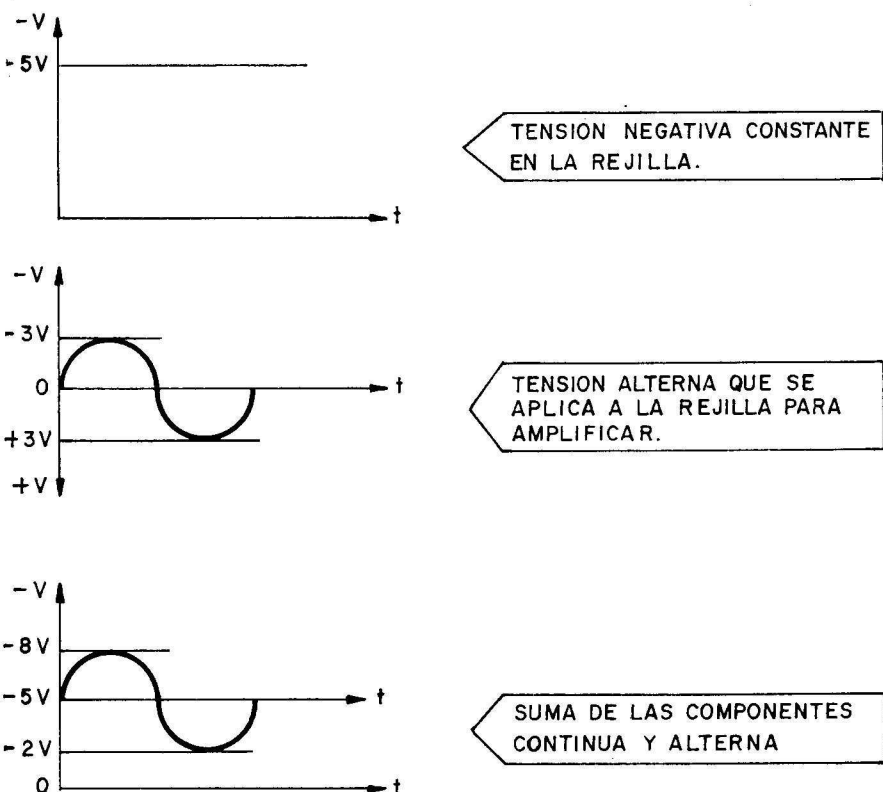 -V
-5V
t
TENSION NEGATIVA CONSTANTE
EN LA REJILLA.
-V
-3V
0
t
+3V
+V
TENSION ALTERNA QUE SE
APLICA A LA REJILLA PARA
AMPLIFICAR.
-V
-8V
-5V
t
-2V
0
t
SUMA DE LAS COMPONENTES
CONTINUA Y ALTERNA